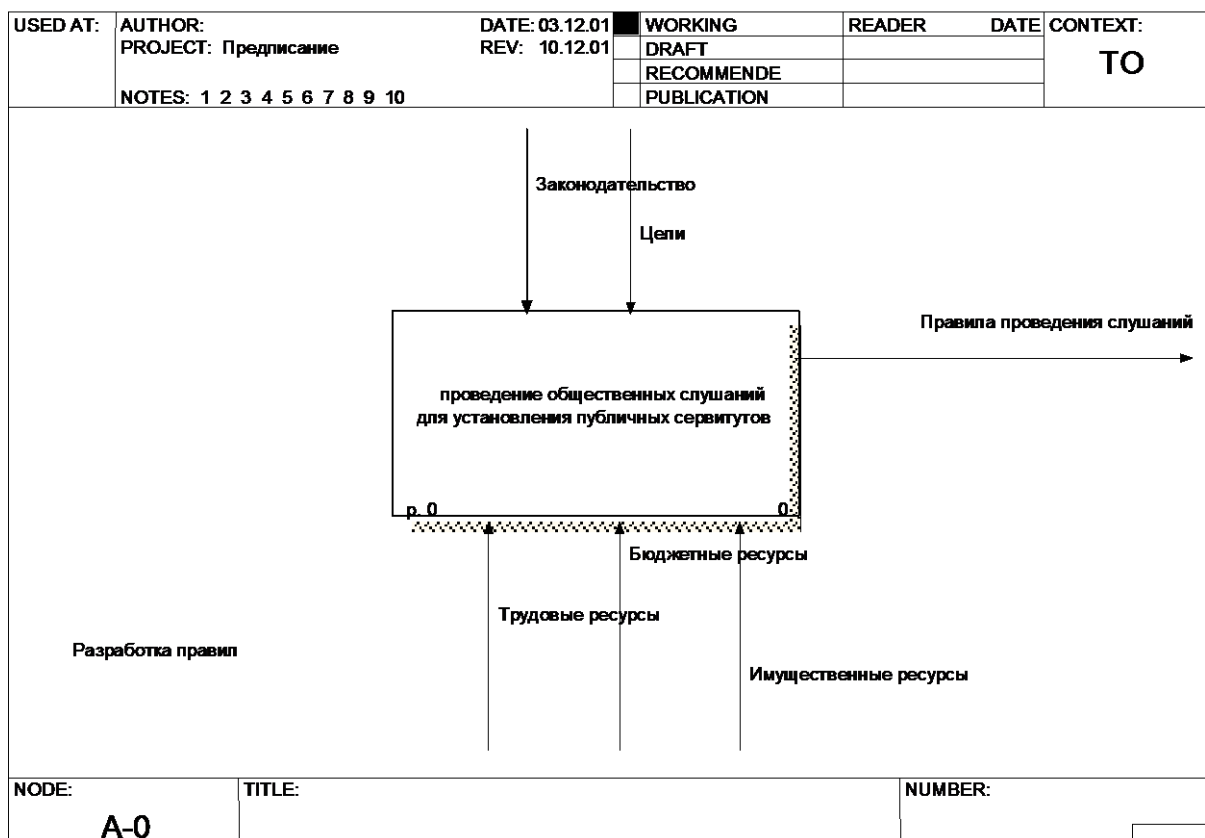 USED AT: AUTHOR: DATE: 03.12.01 WORKING READER DATE CONTEXT:
PROJECT: Предписание REV: 10.12.01 DRAFT
TO
RECOMMENDE
NOTES: 1 2 3 4 5 6 7 8 9 10 PUBLICATION
Законодательство
Цели
Правила проведения слушаний
проведение общественных слушаний
для установления публичных сервитутов
р. 0 0
Бюджетные ресурсы
Трудовые ресурсы
Разработка правил
Имущественные ресурсы
NODE: TITLE: NUMBER:
A-0